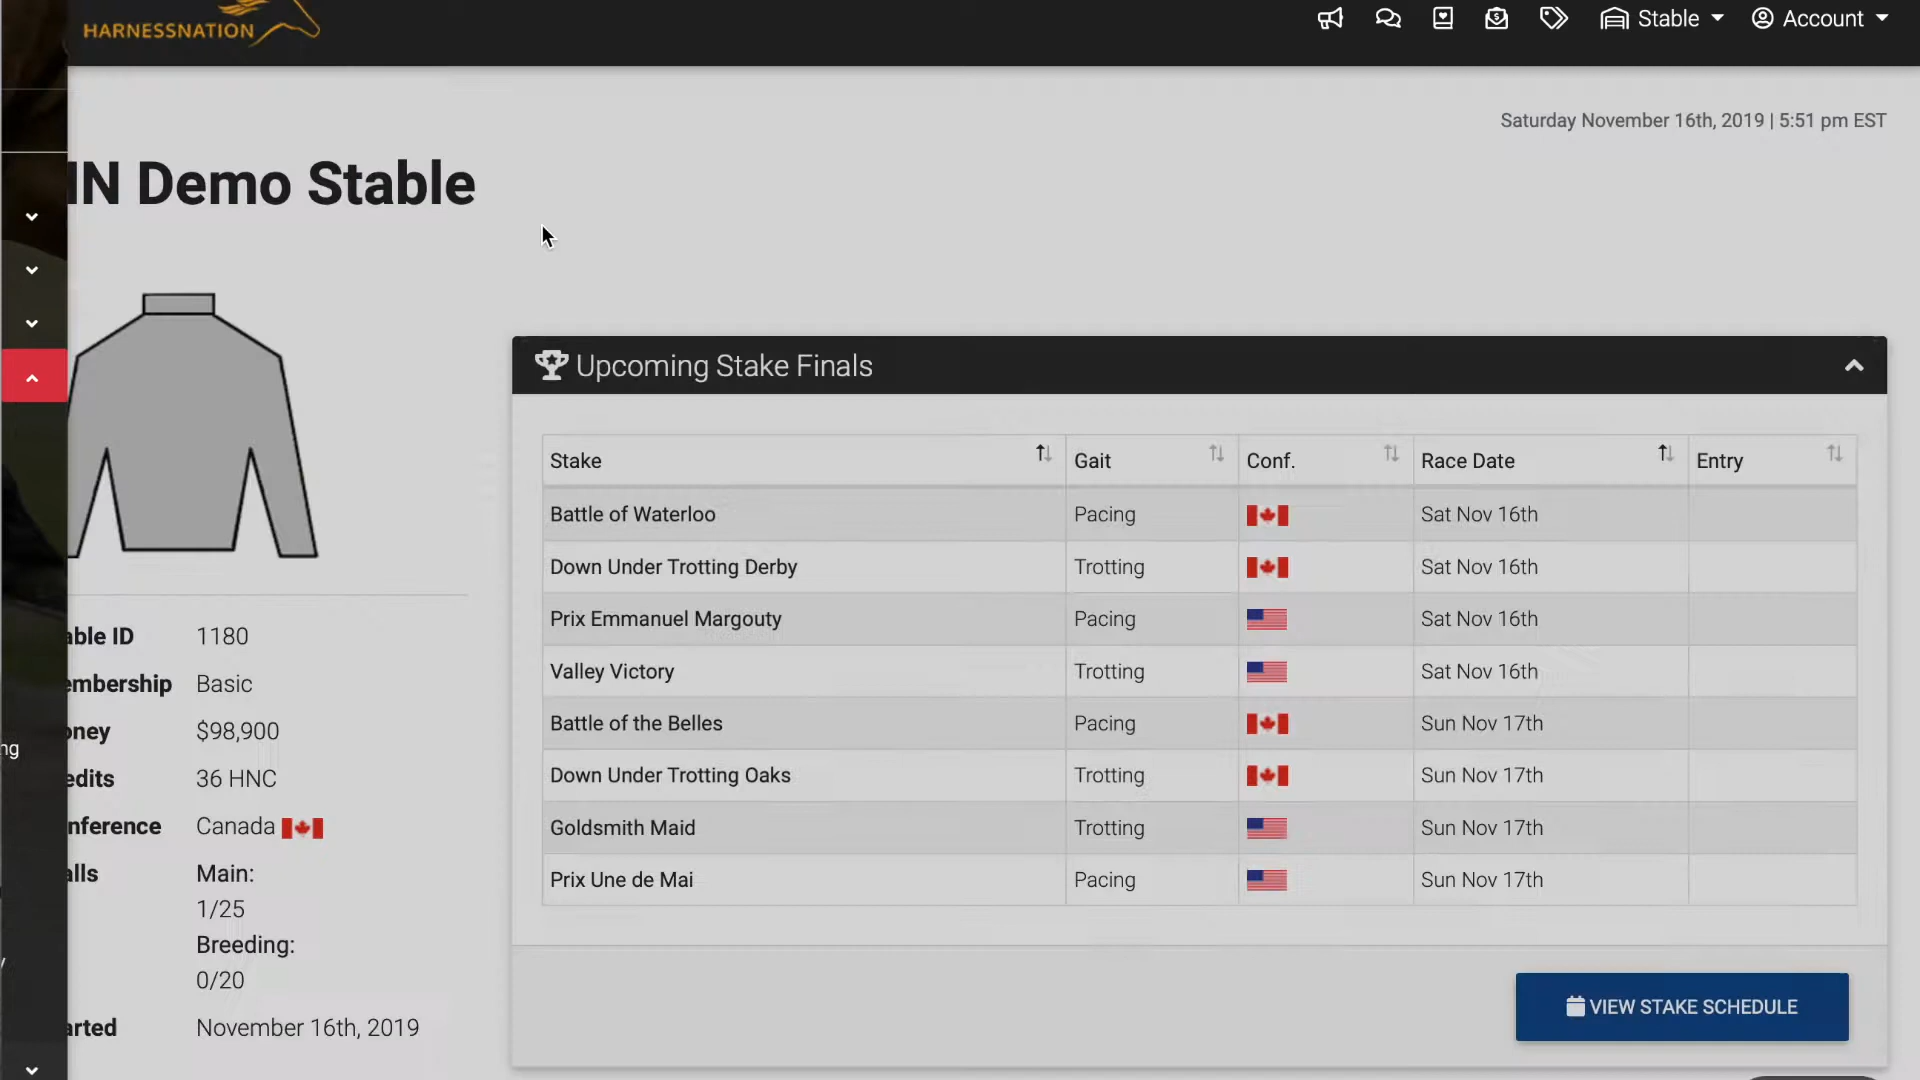 HARNESSNATION
Stable
Account
Saturday November 16th, 2019 | 5:51 pm EST
IN Demo Stable
Upcoming Stake Finals
Stake Gait Conf. Race Date Entry
Battle of Waterloo Pacing Sat Nov 16th
Down Under Trotting Derby Trotting Sat Nov 16th
Prix Emmanuel Margouty Pacing Sat Nov 16th
Valley Victory Trotting Sat Nov 16th
Battle of the Belles Pacing Sun Nov 17th
Down Under Trotting Oaks Trotting Sun Nov 17th
Goldsmith Maid Trotting Sun Nov 17th
Prix Une de Mai Pacing Sun Nov 17th
VIEW STAKE SCHEDULE
able ID 1180
embership Basic
oney $98,900
edits 36 HNC
nference Canada
alls Main:
1/25
Breeding:
0/20
arted November 16th, 2019
ng